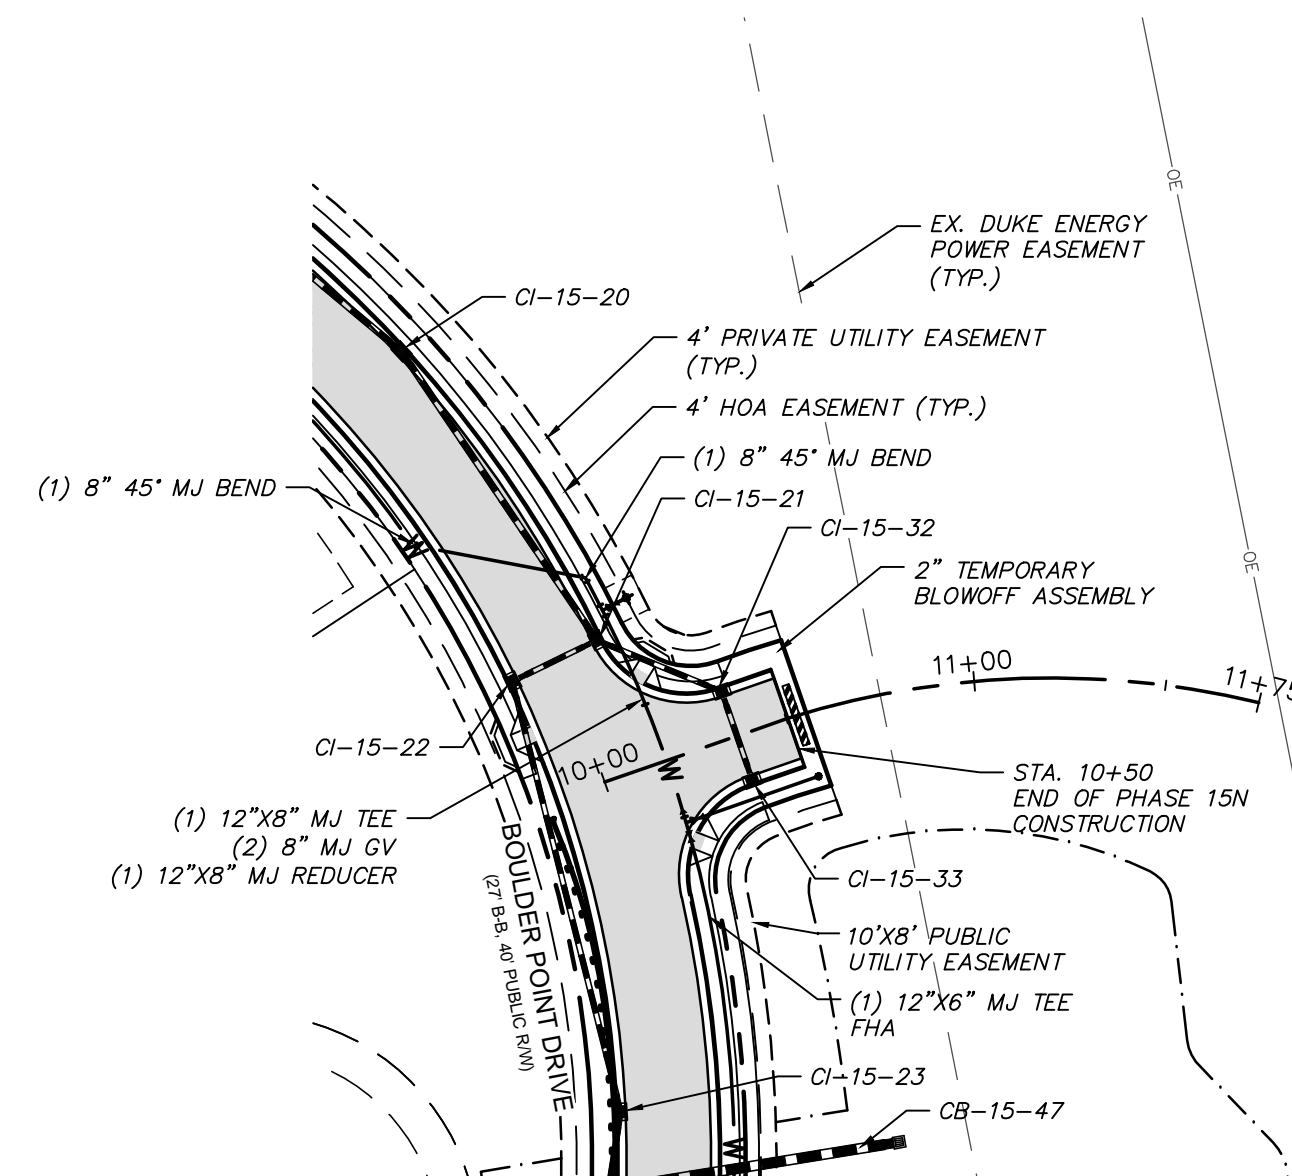 OE
EX. DUKE ENERGY
POWER EASEMENT
(TYP.)
CI-15-20
4' PRIVATE UTILITY EASEMENT
(TYP.)
4' HOA EASEMENT (TYP.)
(1) 8" 45° MJ BEND
(1) 8" 45° MJ BEND
CI-15-21
CI-15-32
W
OE
2" TEMPORARY
BLOWOFF ASSEMBLY
11+00
11+75
CI-15-22
10+00
W
STA. 10+50
END OF PHASE 15N
CONSTRUCTION
(1) 12"X8" MJ TEE
(2) 8" MJ GV
(1) 12"X8" MJ REDUCER
BOULDER POINT DRIVE
(27' B-B, 40' PUBLIC R/W)
CI-15-33
10'X8' PUBLIC
UTILITY EASEMENT
(1) 12"X6" MJ TEE
FHA
CI-15-23
CB-15-47
W